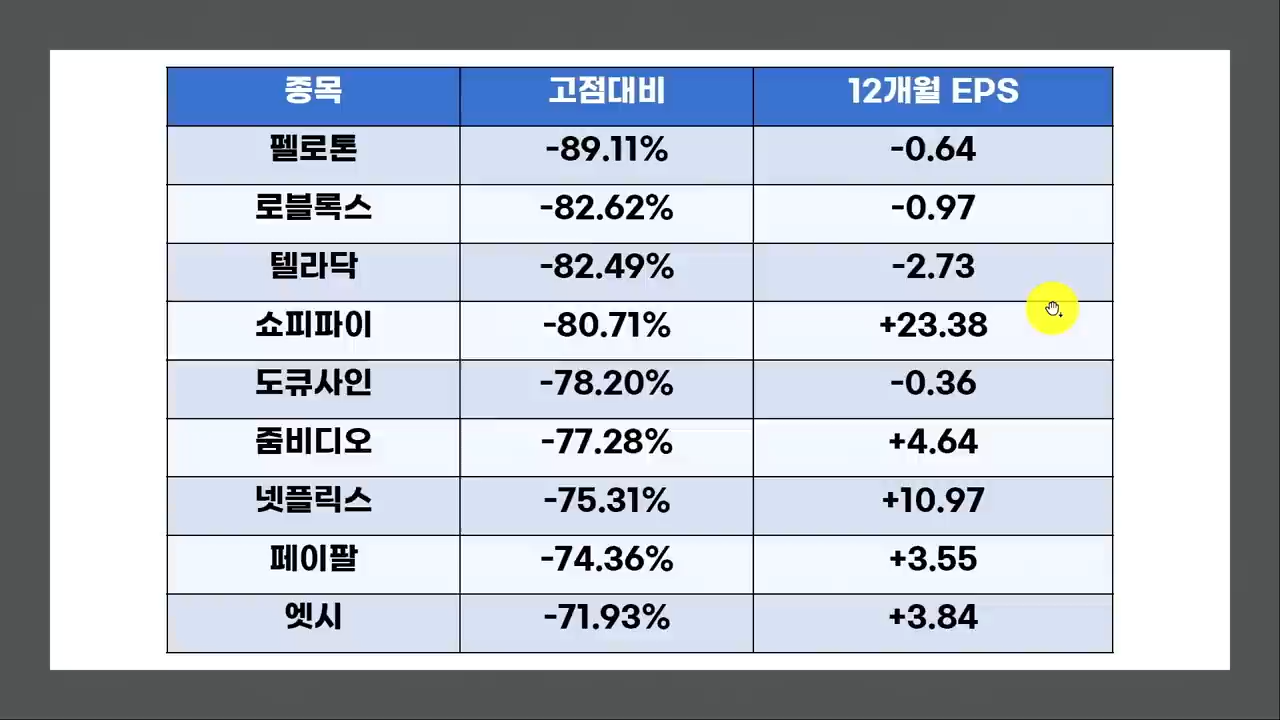 종목 고점대비 12개월 EPS
펠로톤 -89.11% -0.64
로블록스 -82.62% -0.97
텔라닥 -82.49% -2.73
쇼피파이 -80.71% +23.38
도큐사인 -78.20% -0.36
줌비디오 -77.28% +4.64
넷플릭스 -75.31% +10.97
페이팔 -74.36% +3.55
엣시 -71.93% +3.84